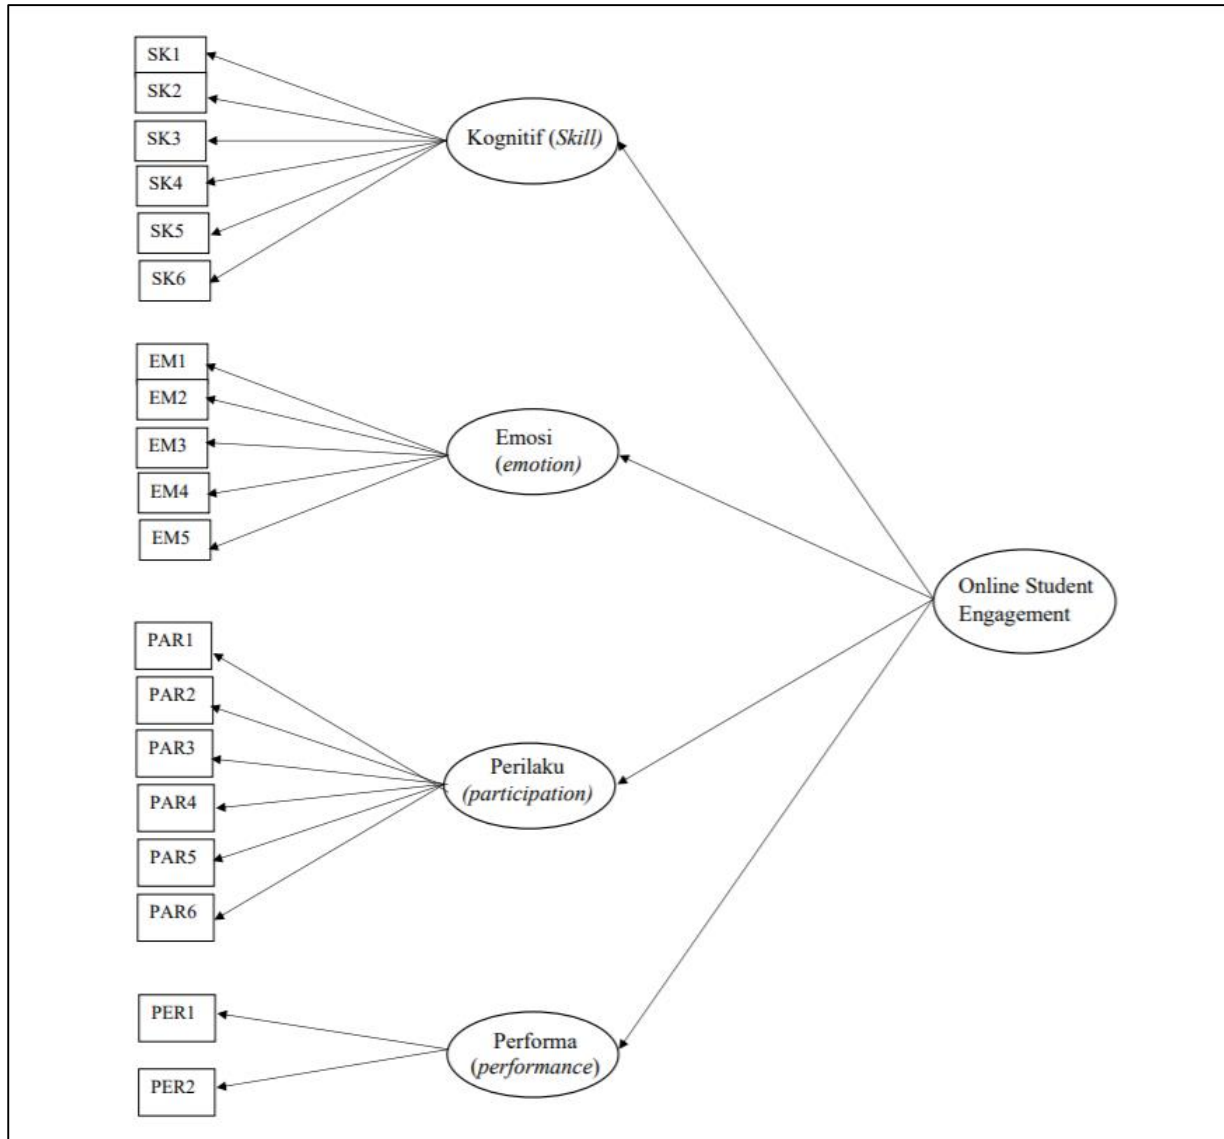 SK1
SK2
SK3
SK4
SK5
SK6
Kognitif (Skill)
EM1
EM2
EM3
EM4
EM5
Emosi
(emotion)
Online Student
Engagement
PAR1
PAR2
PAR3
PAR4
PAR5
PAR6
Perilaku
(participation)
PER1
PER2
Performa
(performance)